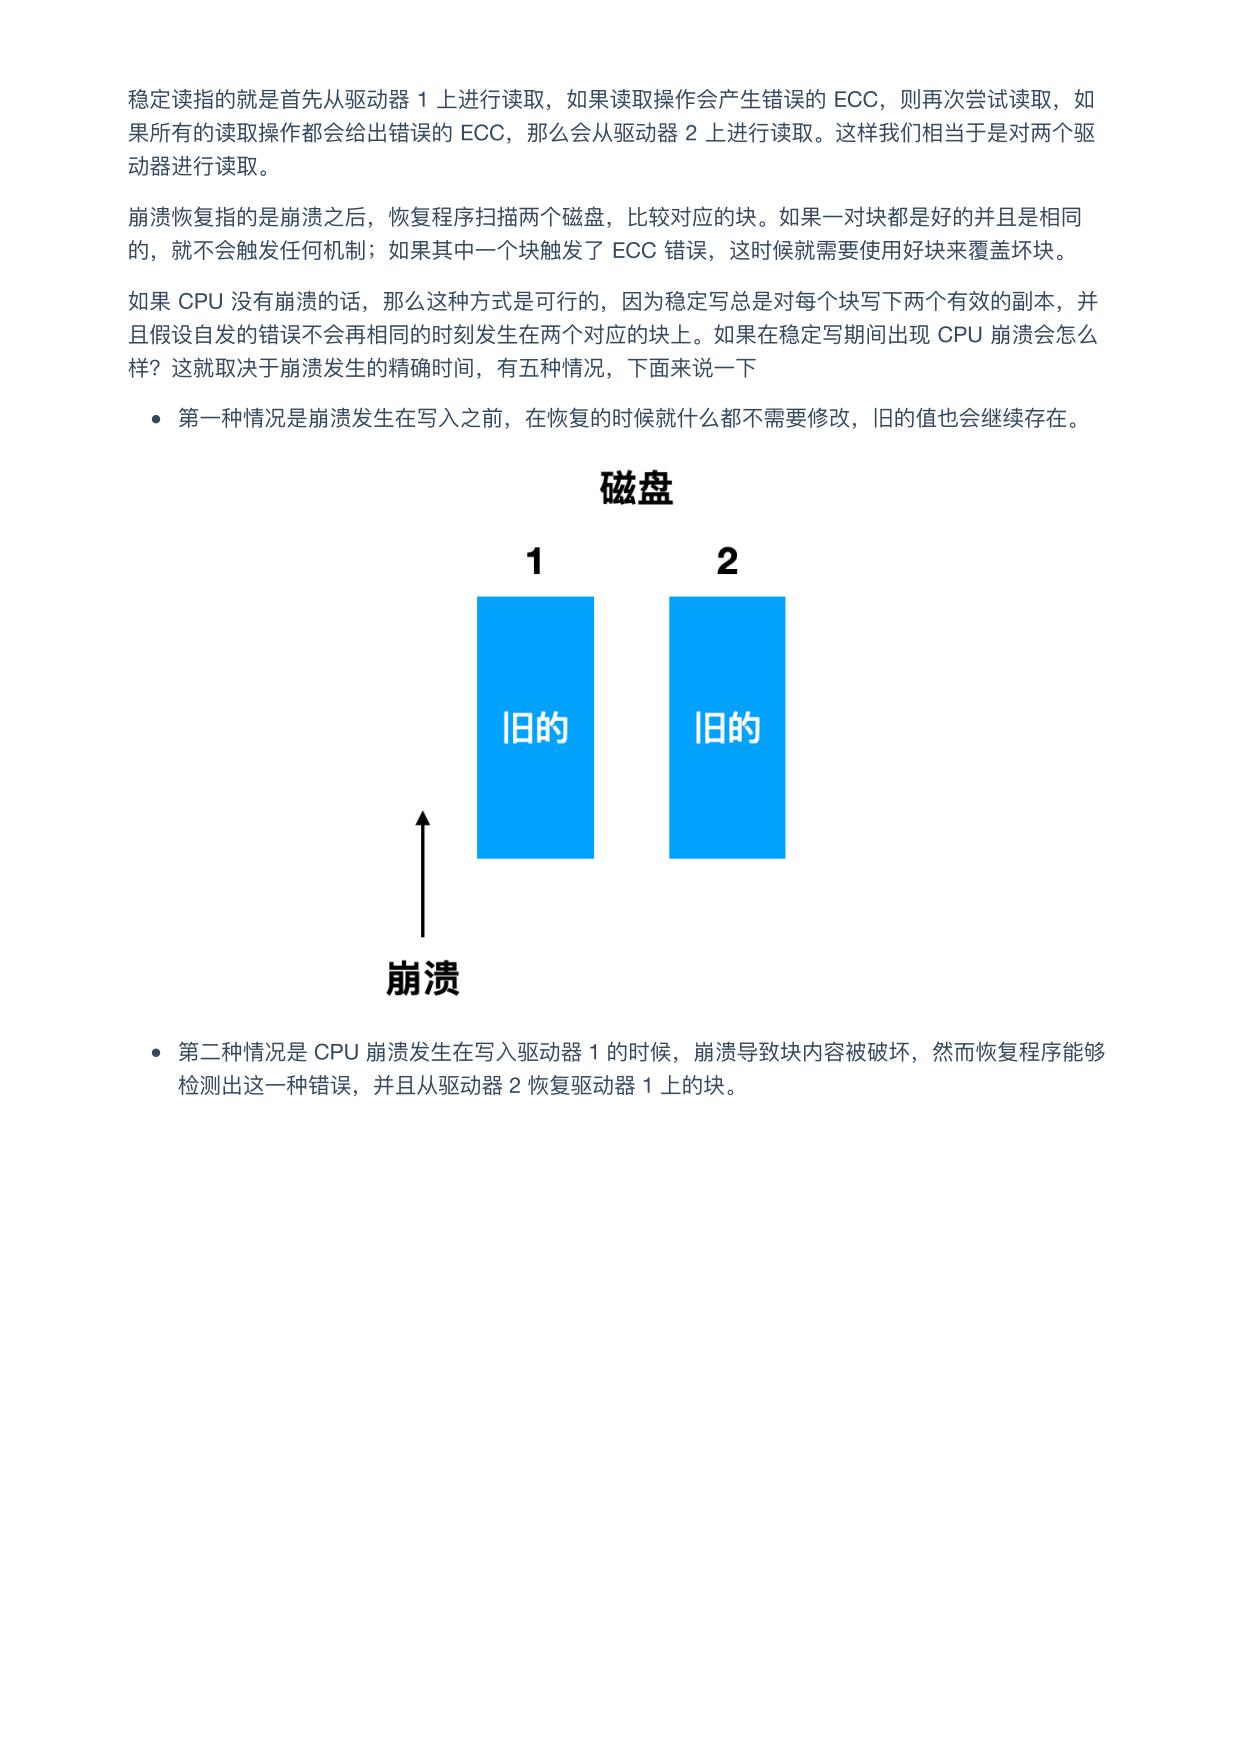 稳定读指的就是首先从驱动器 1 上进行读取，如果读取操作会产生错误的 ECC，则再次尝试读取，如
果所有的读取操作都会给出错误的 ECC，那么会从驱动器 2 上进行读取。这样我们相当于是对两个驱
动器进行读取。
崩溃恢复指的是崩溃之后，恢复程序扫描两个磁盘，比较对应的块。如果一对块都是好的并且是相同
的，就不会触发任何机制；如果其中一个块触发了 ECC 错误，这时候就需要使用好块来覆盖坏块。
如果 CPU 没有崩溃的话，那么这种方式是可行的，因为稳定写总是对每个块写下两个有效的副本，并
且假设自发的错误不会再相同的时刻发生在两个对应的块上。如果在稳定写期间出现 CPU 崩溃会怎么
样？这就取决于崩溃发生的精确时间，有五种情况，下面来说一下
• 第一种情况是崩溃发生在写入之前，在恢复的时候就什么都不需要修改，旧的值也会继续存在。
磁盘
1 2
旧的 旧的
崩溃
• 第二种情况是 CPU 崩溃发生在写入驱动器 1 的时候，崩溃导致块内容被破坏，然而恢复程序能够
检测出这一种错误，并且从驱动器 2 恢复驱动器 1 上的块。